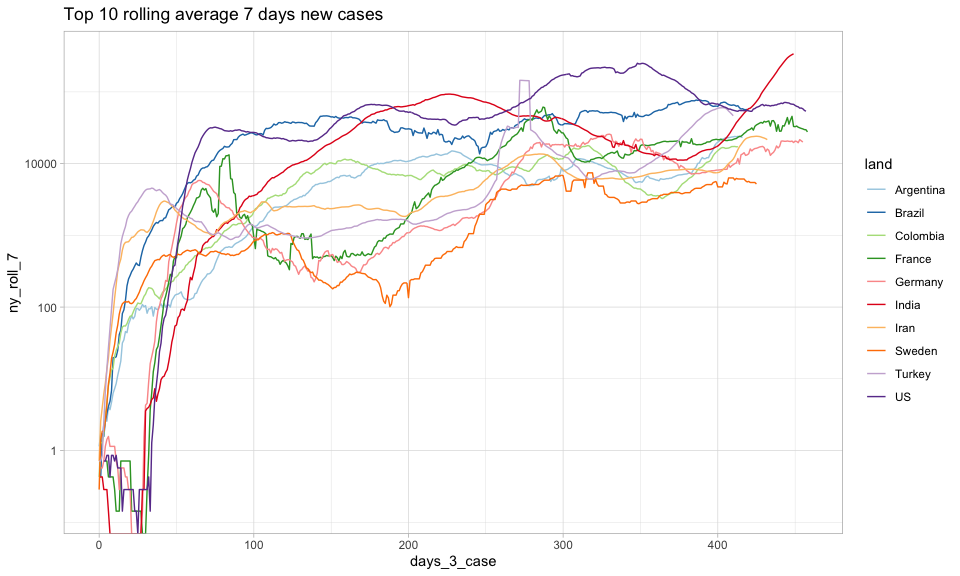 Top 10 rolling average 7 days new cases
ny_roll_7
10000
100
1
0
100
200
300
400
days_3_case
land
Argentina
Brazil
Colombia
France
Germany
India
Iran
Sweden
Turkey
US